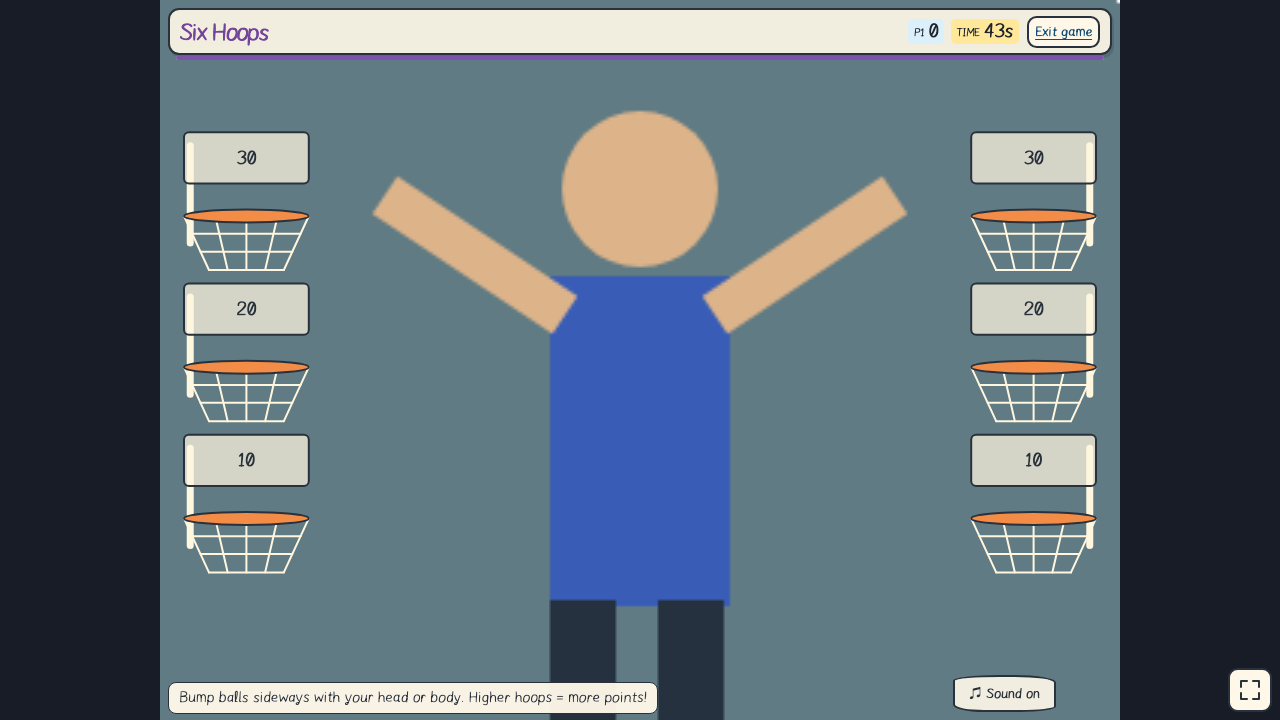 Six Hoops
P1 0
TIME 43s
Exit game
30
30
20
20
10
10
Bump balls sideways with your head or body. Higher hoops = more points!
♫ Sound on